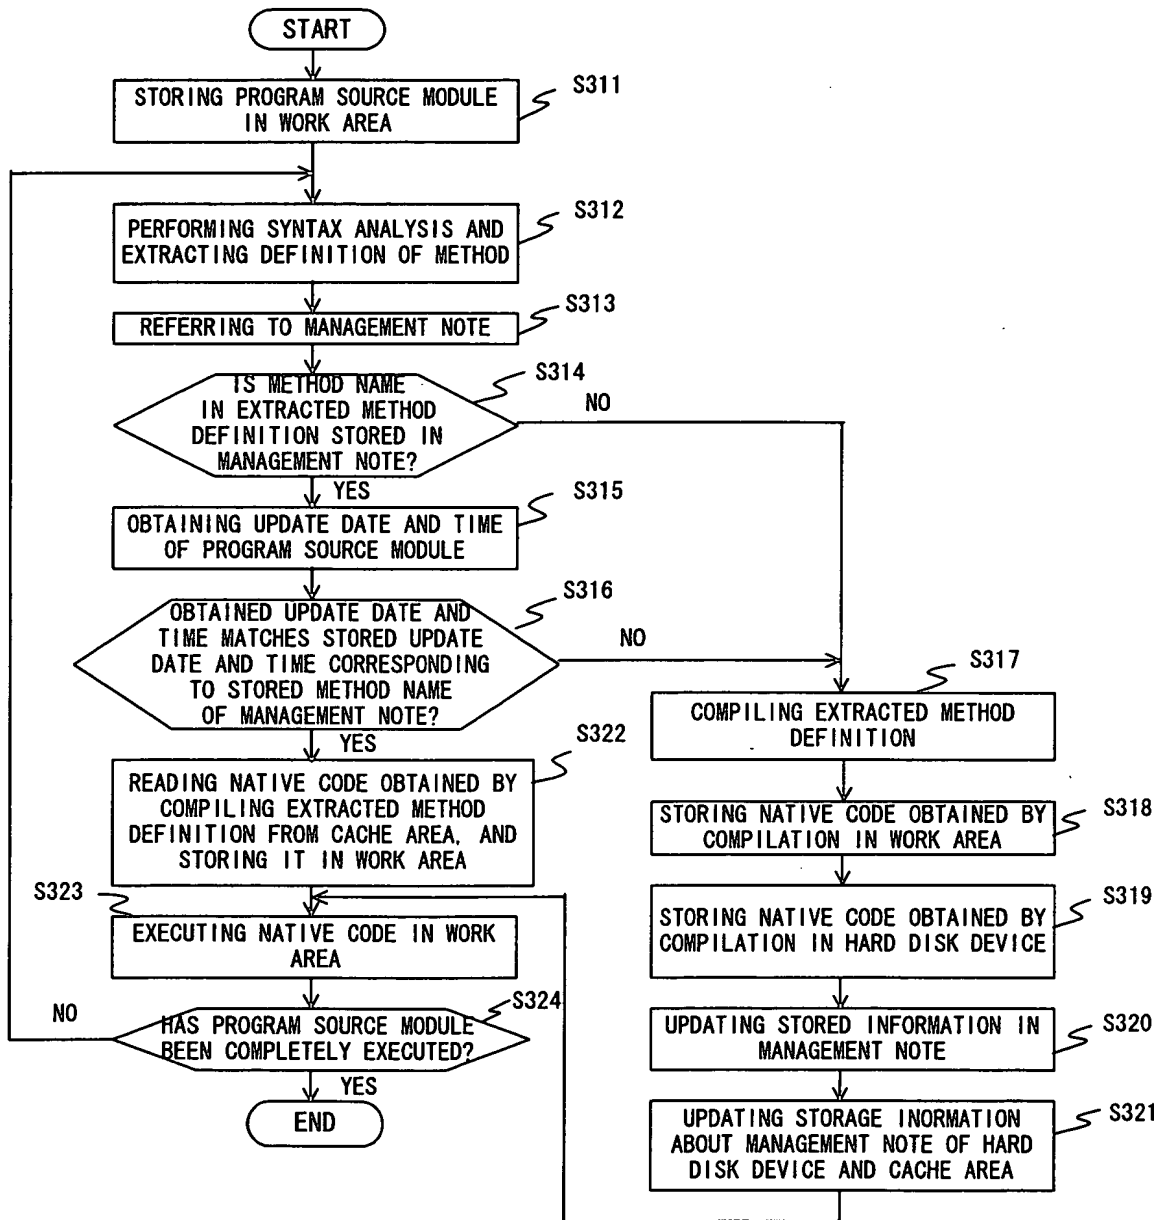 START
STORING PROGRAM SOURCE MODULE
IN WORK AREA
S311
PERFORMING SYNTAX ANALYSIS AND
EXTRACTING DEFINITION OF METHOD
S312
REFERRING TO MANAGEMENT NOTE
S313
IS METHOD NAME
IN EXTRACTED METHOD
DEFINITION STORED IN
MANAGEMENT NOTE?
S314
NO
YES
OBTAINING UPDATE DATE AND TIME
OF PROGRAM SOURCE MODULE
S315
OBTAINED UPDATE DATE AND
TIME MATCHES STORED UPDATE
DATE AND TIME CORRESPONDING
TO STORED METHOD NAME
OF MANAGEMENT NOTE?
S316
NO
YES
READING NATIVE CODE OBTAINED BY
COMPILING EXTRACTED METHOD
DEFINITION FROM CACHE AREA, AND
STORING IT IN WORK AREA
S322
S323
EXECUTING NATIVE CODE IN WORK
AREA
HAS PROGRAM SOURCE MODULE
BEEN COMPLETELY EXECUTED?
S324
NO
YES
END
S317
COMPILING EXTRACTED METHOD
DEFINITION
STORING NATIVE CODE OBTAINED BY
COMPILATION IN WORK AREA
S318
STORING NATIVE CODE OBTAINED BY
COMPILATION IN HARD DISK DEVICE
S319
UPDATING STORED INFORMATION IN
MANAGEMENT NOTE
S320
UPDATING STORAGE INORMATION
ABOUT MANAGEMENT NOTE OF HARD
DISK DEVICE AND CACHE AREA
S321